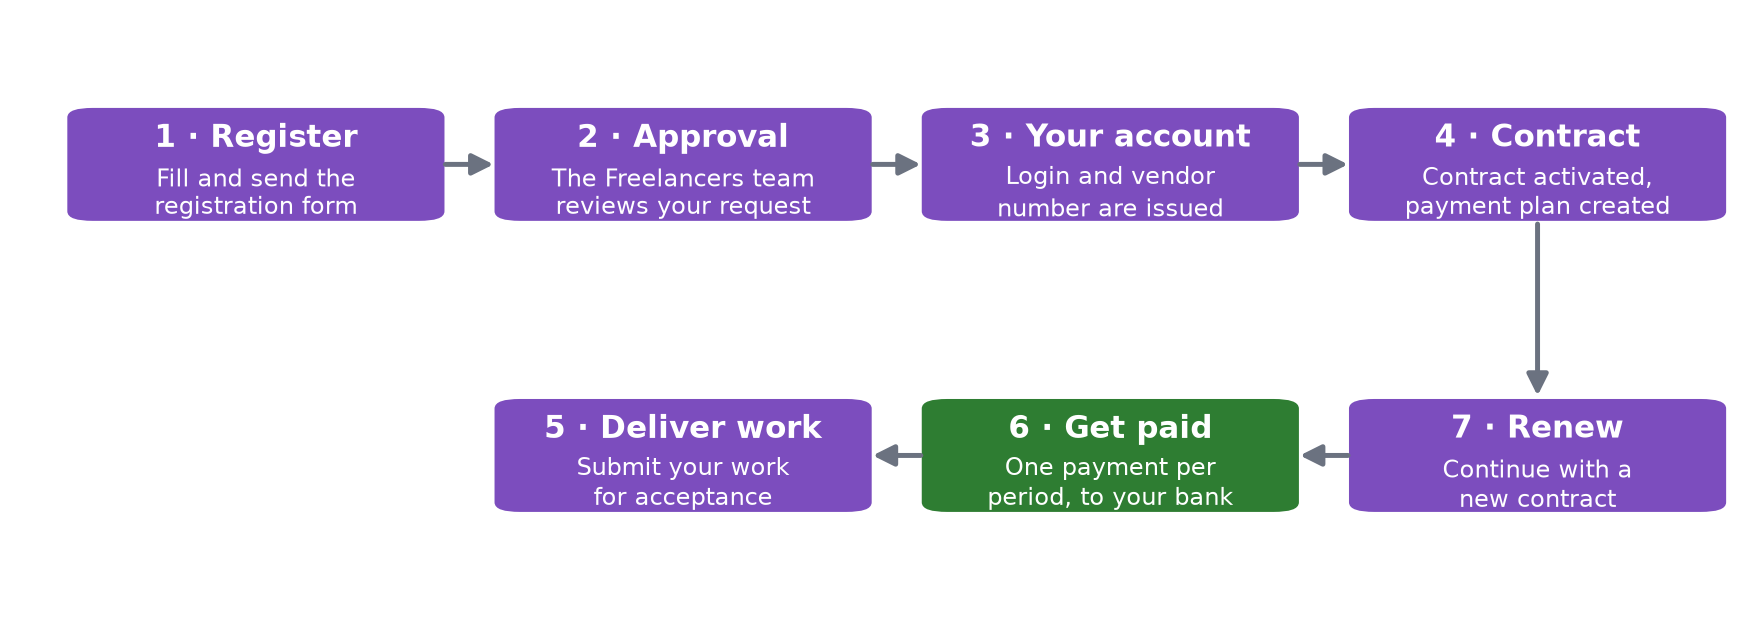 1 · Register
Fill and send the
registration form
2 · Approval
The Freelancers team
reviews your request
3 · Your account
Login and vendor
number are issued
4 · Contract
Contract activated,
payment plan created
5 · Deliver work
Submit your work
for acceptance
6 · Get paid
One payment per
period, to your bank
7 · Renew
Continue with a
new contract